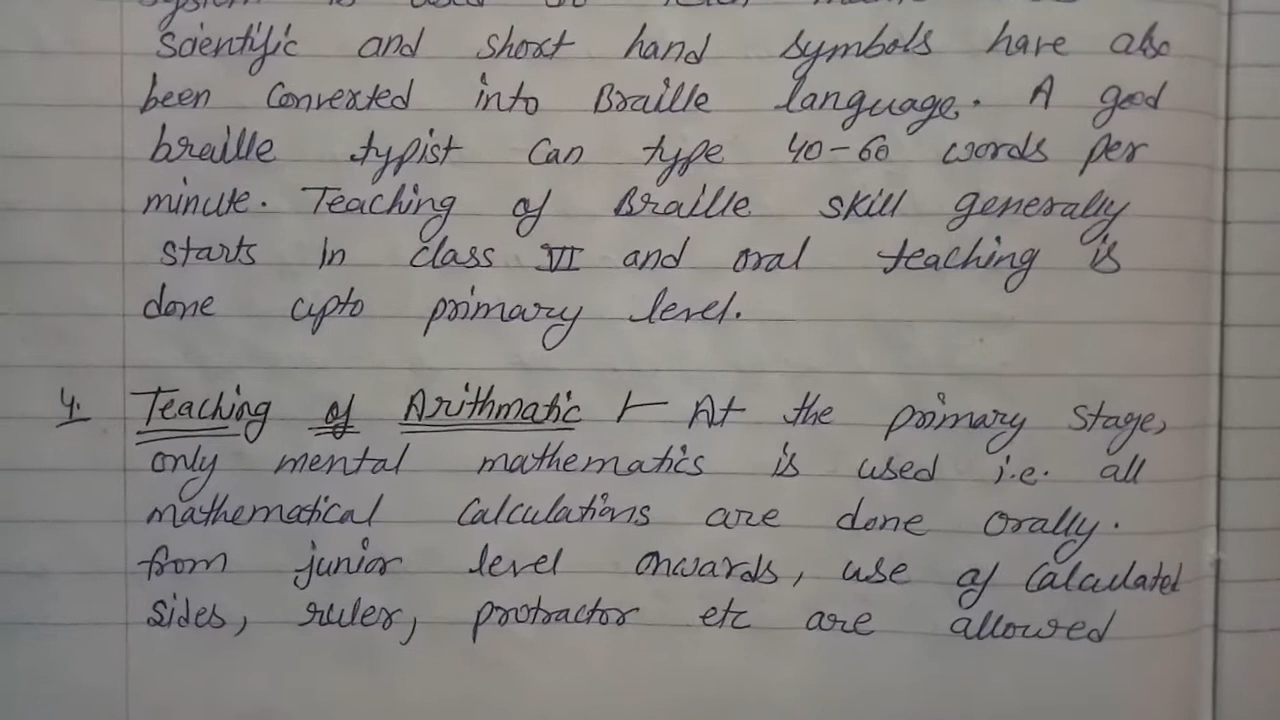 Scientific and short hand symbols have also
been converted into Braille language. A good
braille typist can type 40-60 words per
minute. Teaching of Braille skill generally
starts in class VI and oral teaching is
done upto primary level.
4. Teaching of Arithmatic :- At the primary stage,
only mental mathematics is used i.e. all
mathematical calculations are done orally.
from junior level onwards, use of calculated
sides, ruler, protractor etc are allowed